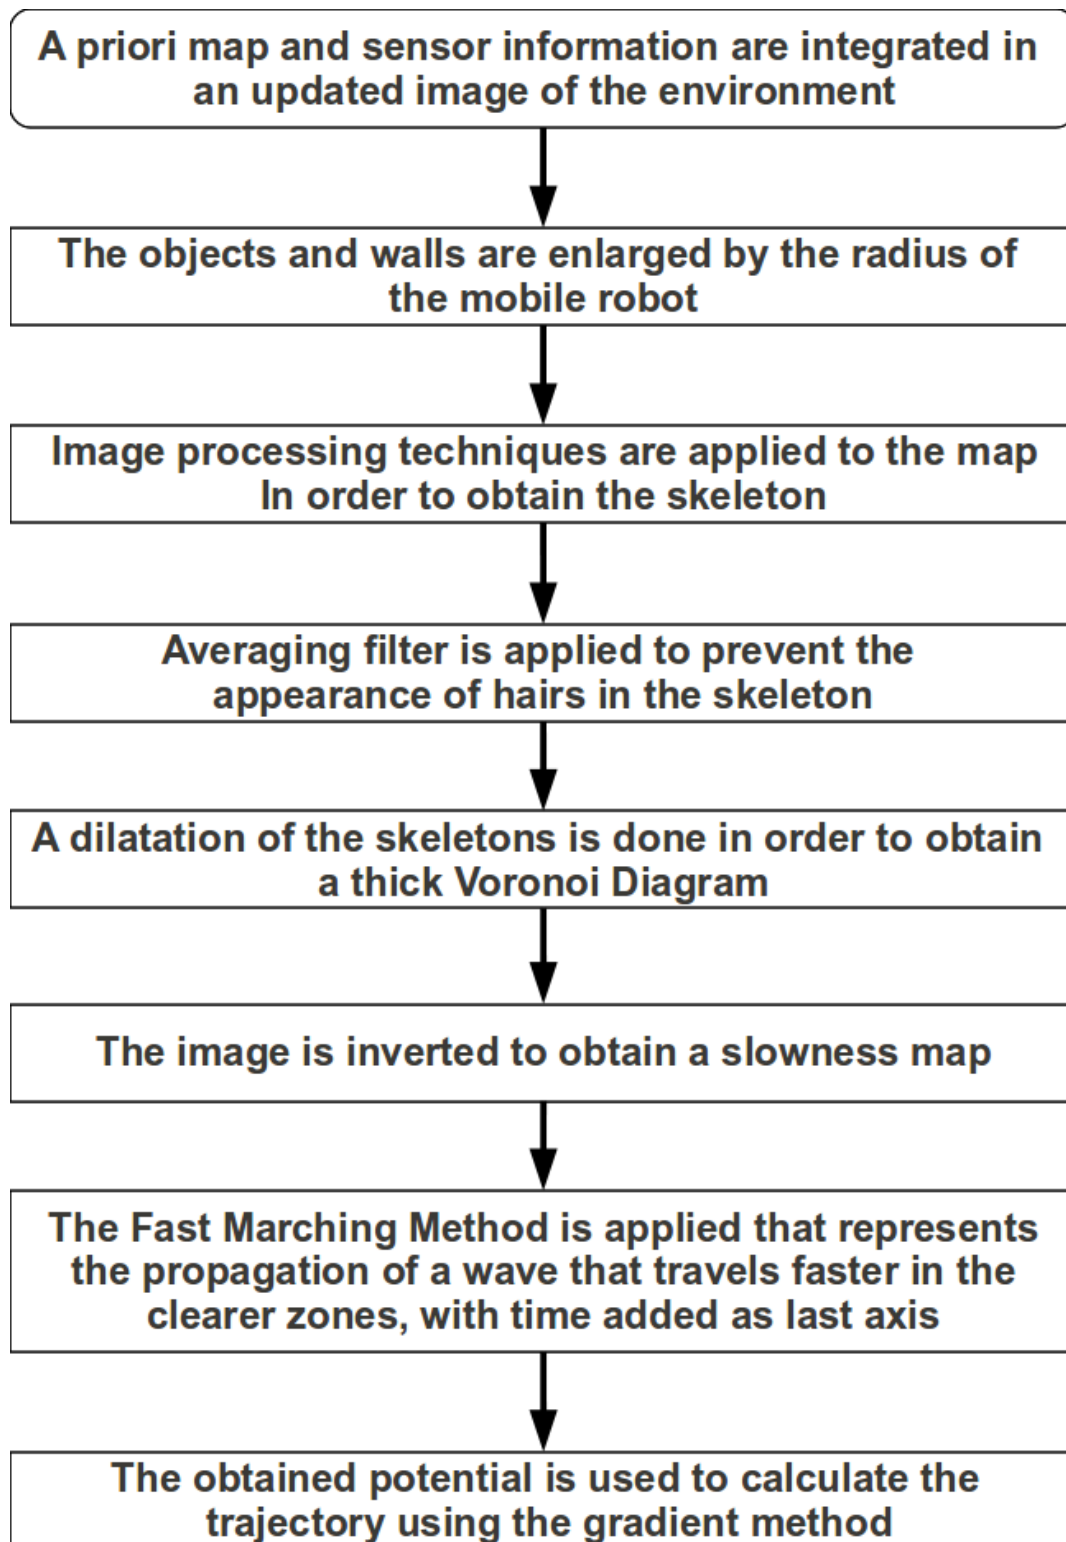 A priori map and sensor information are integrated in
an updated image of the environment
The objects and walls are enlarged by the radius of
the mobile robot
Image processing techniques are applied to the map
In order to obtain the skeleton
Averaging filter is applied to prevent the
appearance of hairs in the skeleton
A dilatation of the skeletons is done in order to obtain
a thick Voronoi Diagram
The image is inverted to obtain a slowness map
The Fast Marching Method is applied that represents
the propagation of a wave that travels faster in the
clearer zones, with time added as last axis
The obtained potential is used to calculate the
trajectory using the gradient method